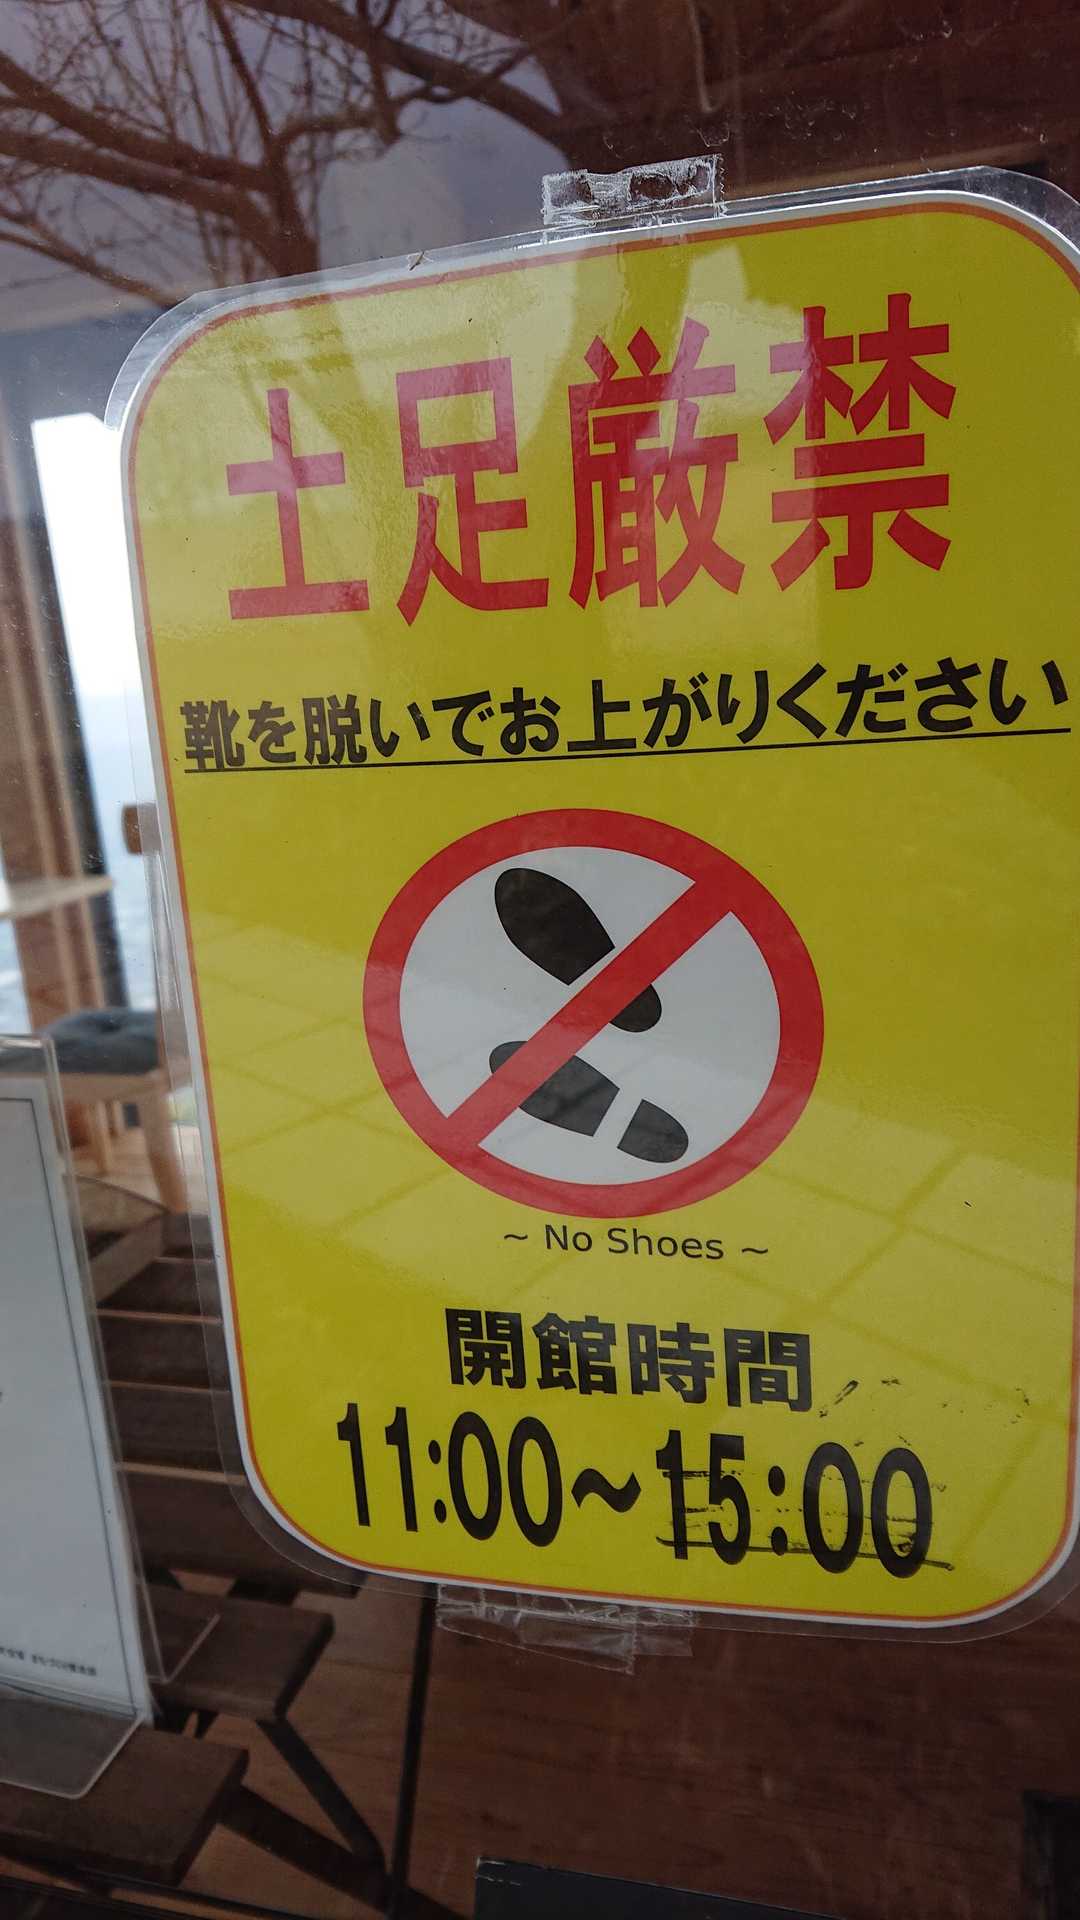 土足厳禁
靴を脱いでお上がりください
~ No Shoes ~
開館時間
11:00~15:00